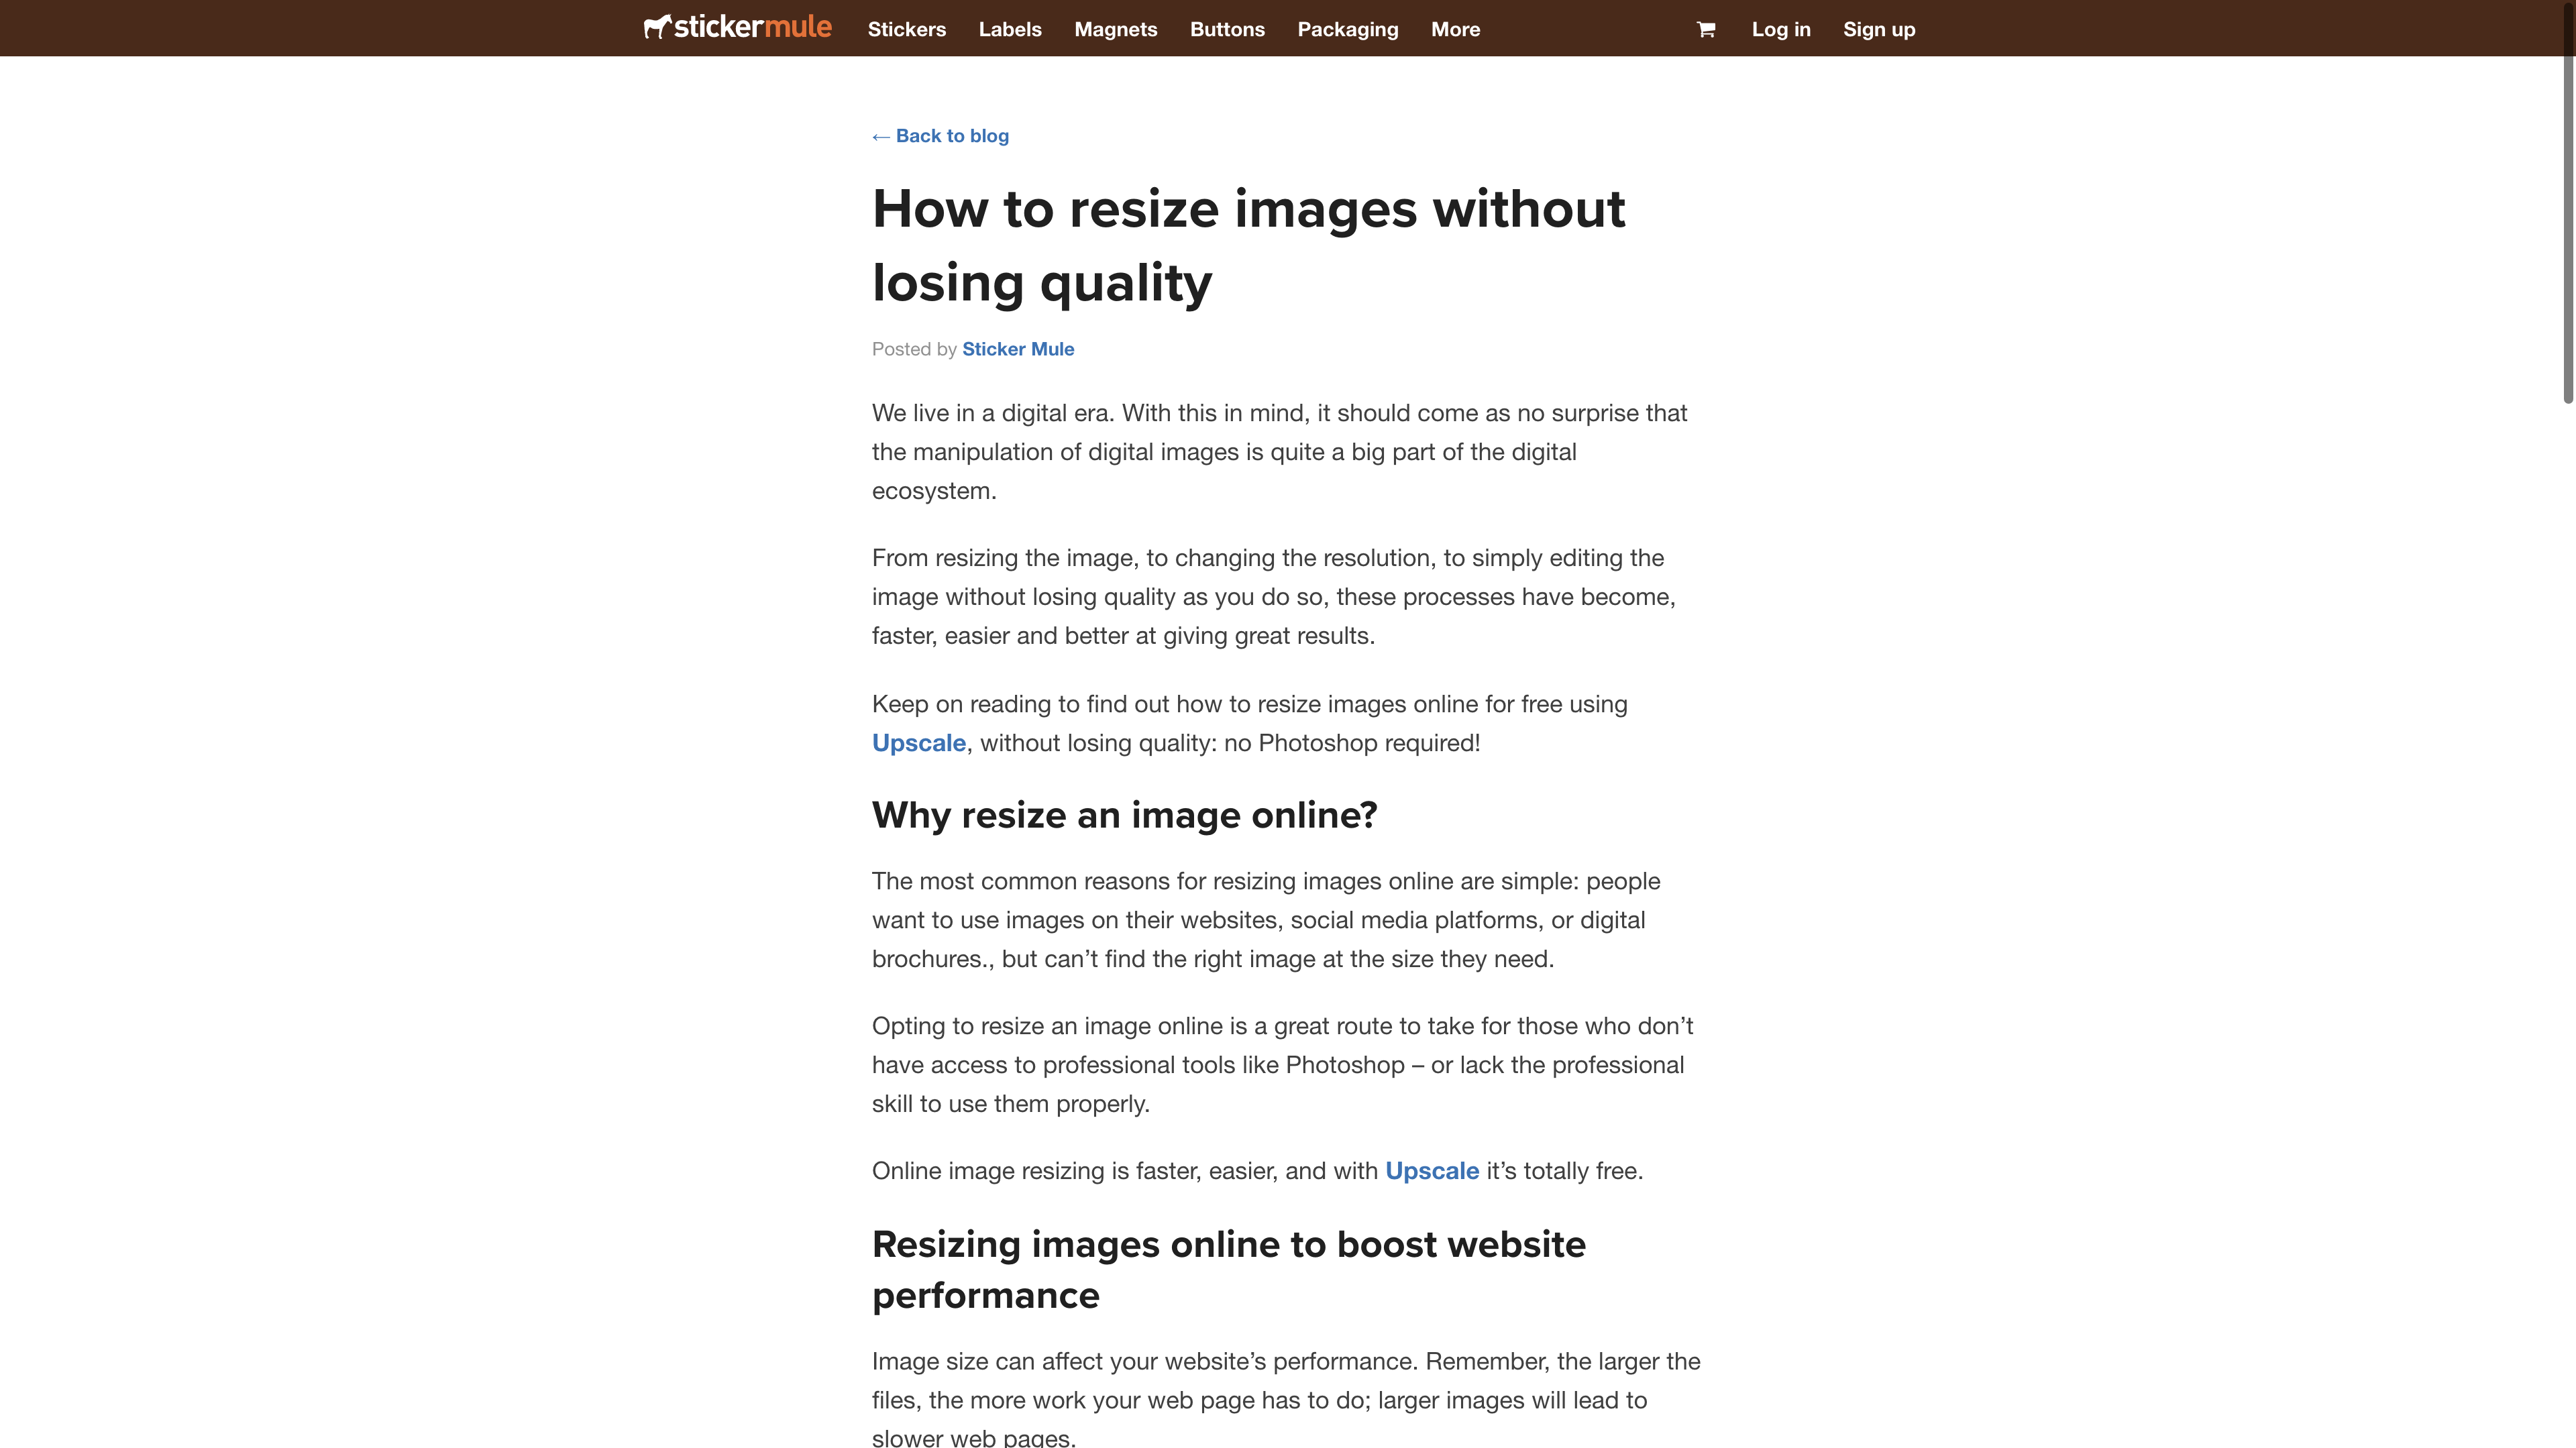 stickermule Stickers Labels Magnets Buttons Packaging More Log in Sign up
← Back to blog
How to resize images without
losing quality
Posted by Sticker Mule
We live in a digital era. With this in mind, it should come as no surprise that
the manipulation of digital images is quite a big part of the digital
ecosystem.
From resizing the image, to changing the resolution, to simply editing the
image without losing quality as you do so, these processes have become,
faster, easier and better at giving great results.
Keep on reading to find out how to resize images online for free using
Upscale, without losing quality: no Photoshop required!
Why resize an image online?
The most common reasons for resizing images online are simple: people
want to use images on their websites, social media platforms, or digital
brochures., but can’t find the right image at the size they need.
Opting to resize an image online is a great route to take for those who don’t
have access to professional tools like Photoshop – or lack the professional
skill to use them properly.
Online image resizing is faster, easier, and with Upscale it’s totally free.
Resizing images online to boost website
performance
Image size can affect your website’s performance. Remember, the larger the
files, the more work your web page has to do; larger images will lead to
slower web pages.